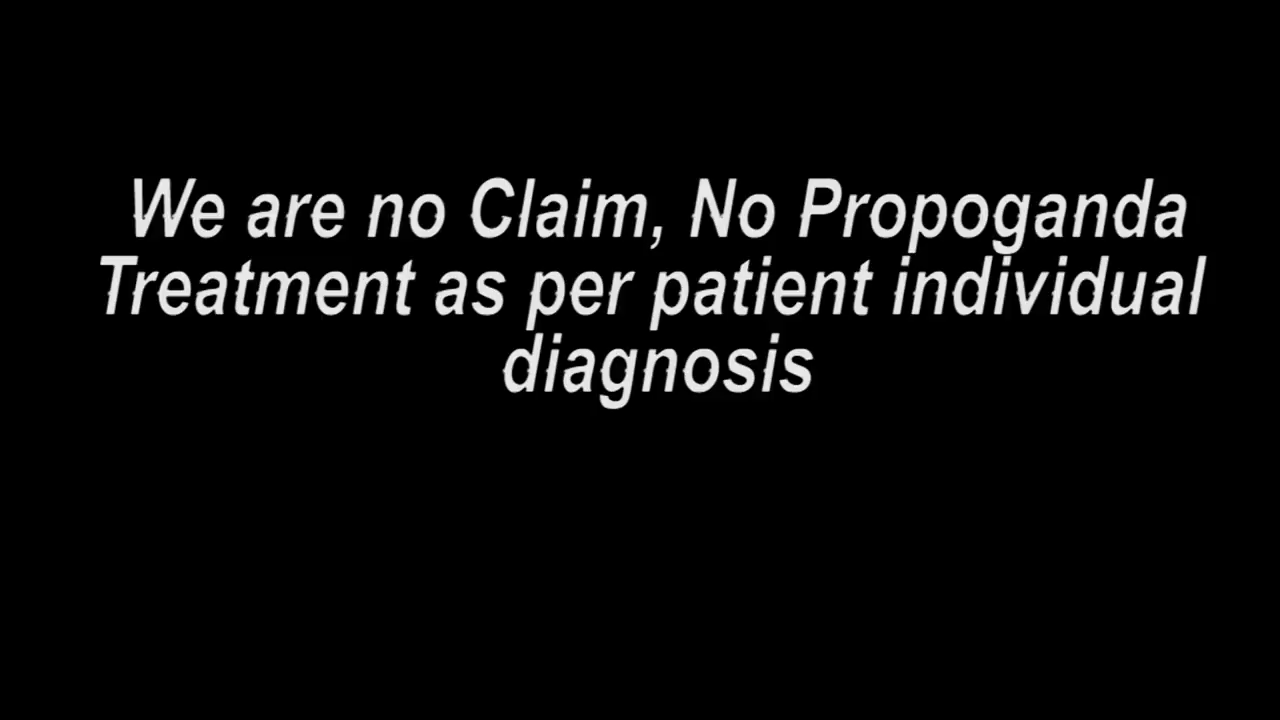 We are no Claim, No Propoganda
Treatment as per patient individual
diagnosis